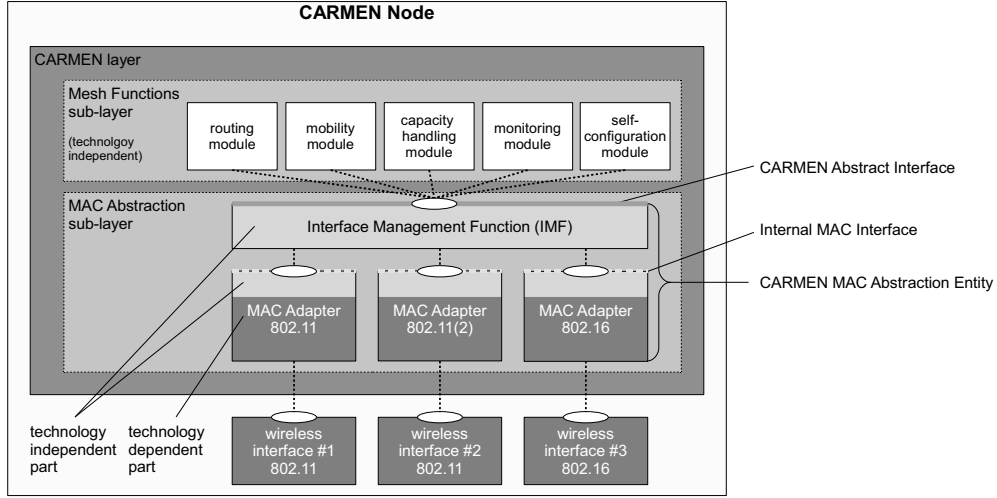 CARMEN Node
CARMEN layer
Mesh Functions
sub-layer
(technolgoy
independent)
routing
module
mobility
module
capacity
handling
module
monitoring
module
self-
configuration
module
CARMEN Abstract Interface
MAC Abstraction
sub-layer
Interface Management Function (IMF)
Internal MAC Interface
CARMEN MAC Abstraction Entity
MAC Adapter
802.11
MAC Adapter
802.11(2)
MAC Adapter
802.16
technology
independent
part
technology
dependent
part
wireless
interface #1
802.11
wireless
interface #2
802.11
wireless
interface #3
802.16